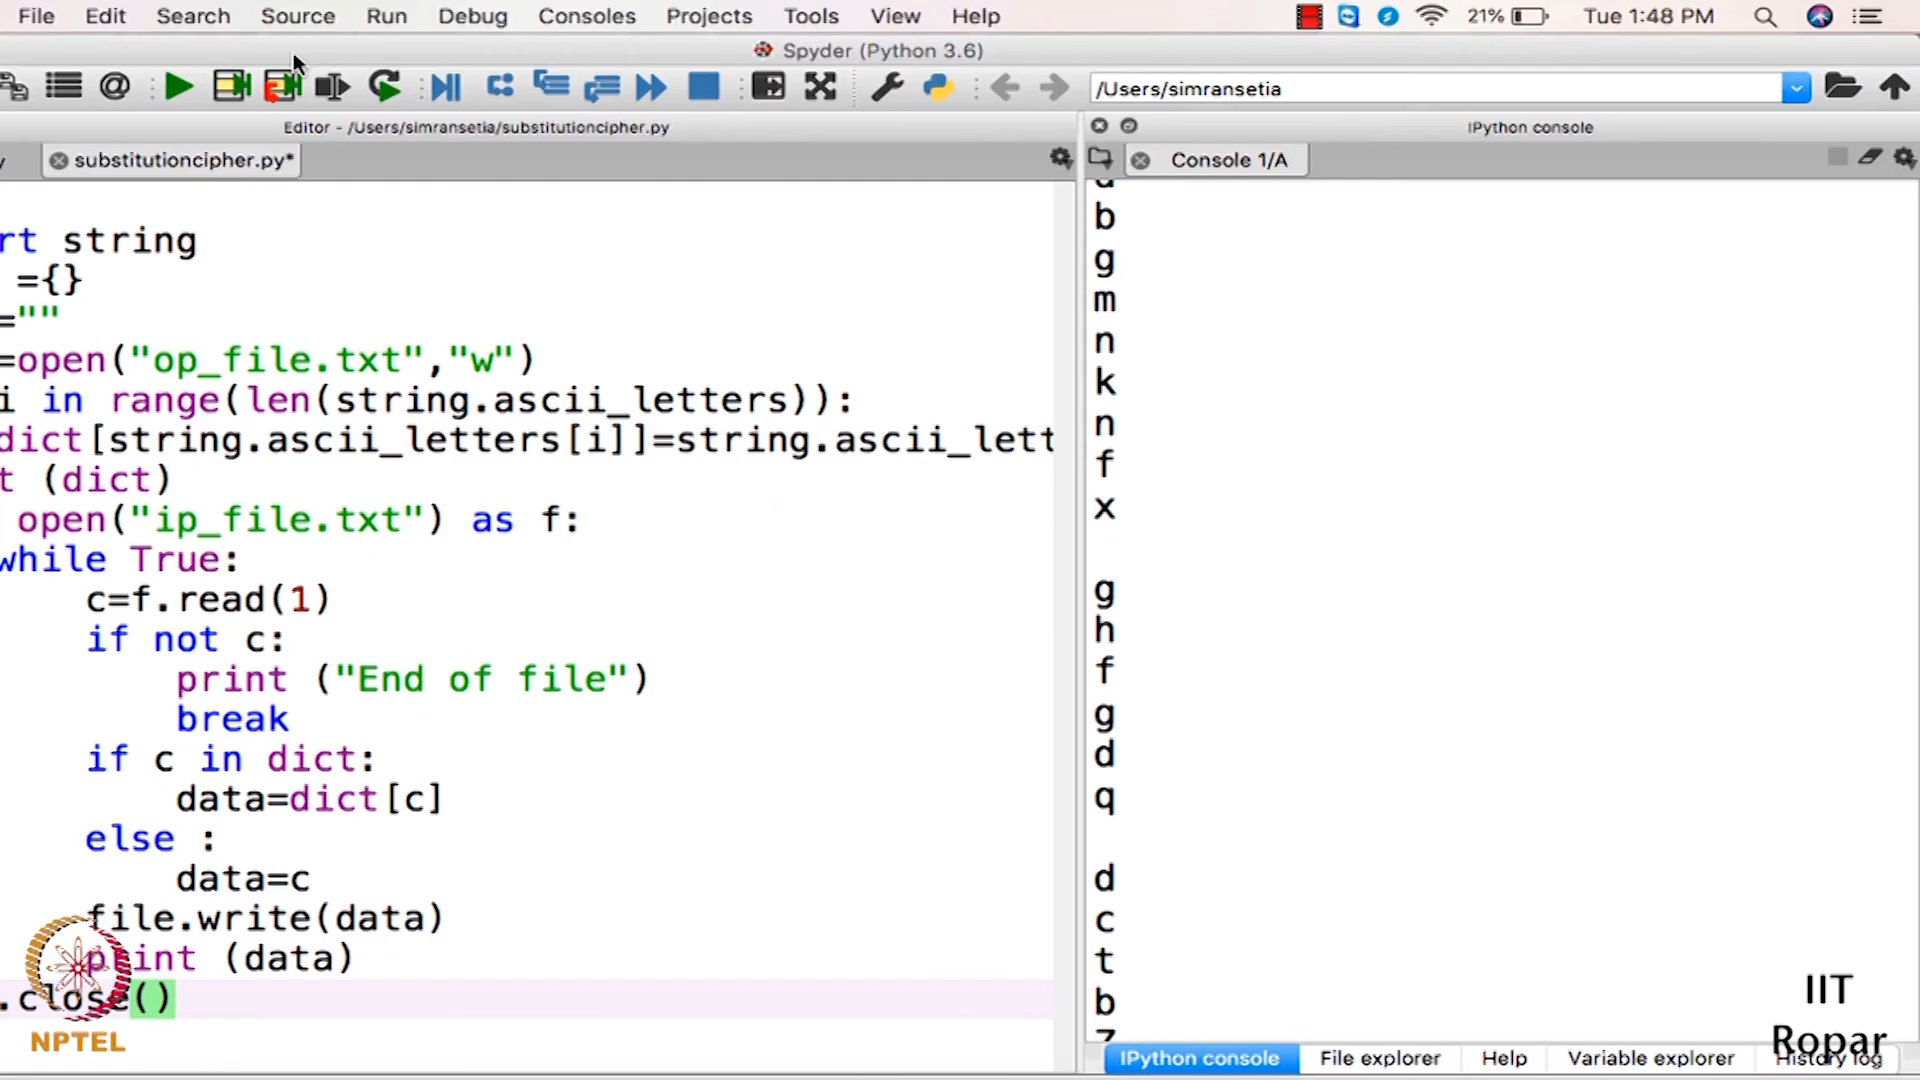 File Edit Search Source Run Debug Consoles Projects Tools View Help 21% Tue 1:48 PM
Spyder (Python 3.6)
/Users/simransetia
Editor - /Users/simransetia/substitutioncipher.py
IPython console
y substitutioncipher.py*
Console 1/A
rt string
={}
=""
=open("op_file.txt","w")
i in range(len(string.ascii_letters)):
dict[string.ascii_letters[i]]=string.ascii_lett
t (dict)
open("ip_file.txt") as f:
while True:
c=f.read(1)
if not c:
print ("End of file")
break
if c in dict:
data=dict[c]
else :
data=c
file.write(data)
print (data)
.close()
b
g
m
n
k
n
f
x
g
h
f
g
d
q
d
c
t
b
z
NPTEL
IIT
Ropar
IPython console File explorer Help Variable explorer History log